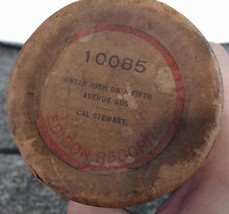 10085
UNCLE JOSH ON A FIFTH
AVENUE BUS
CAL STEWART.
EDISON RECORD